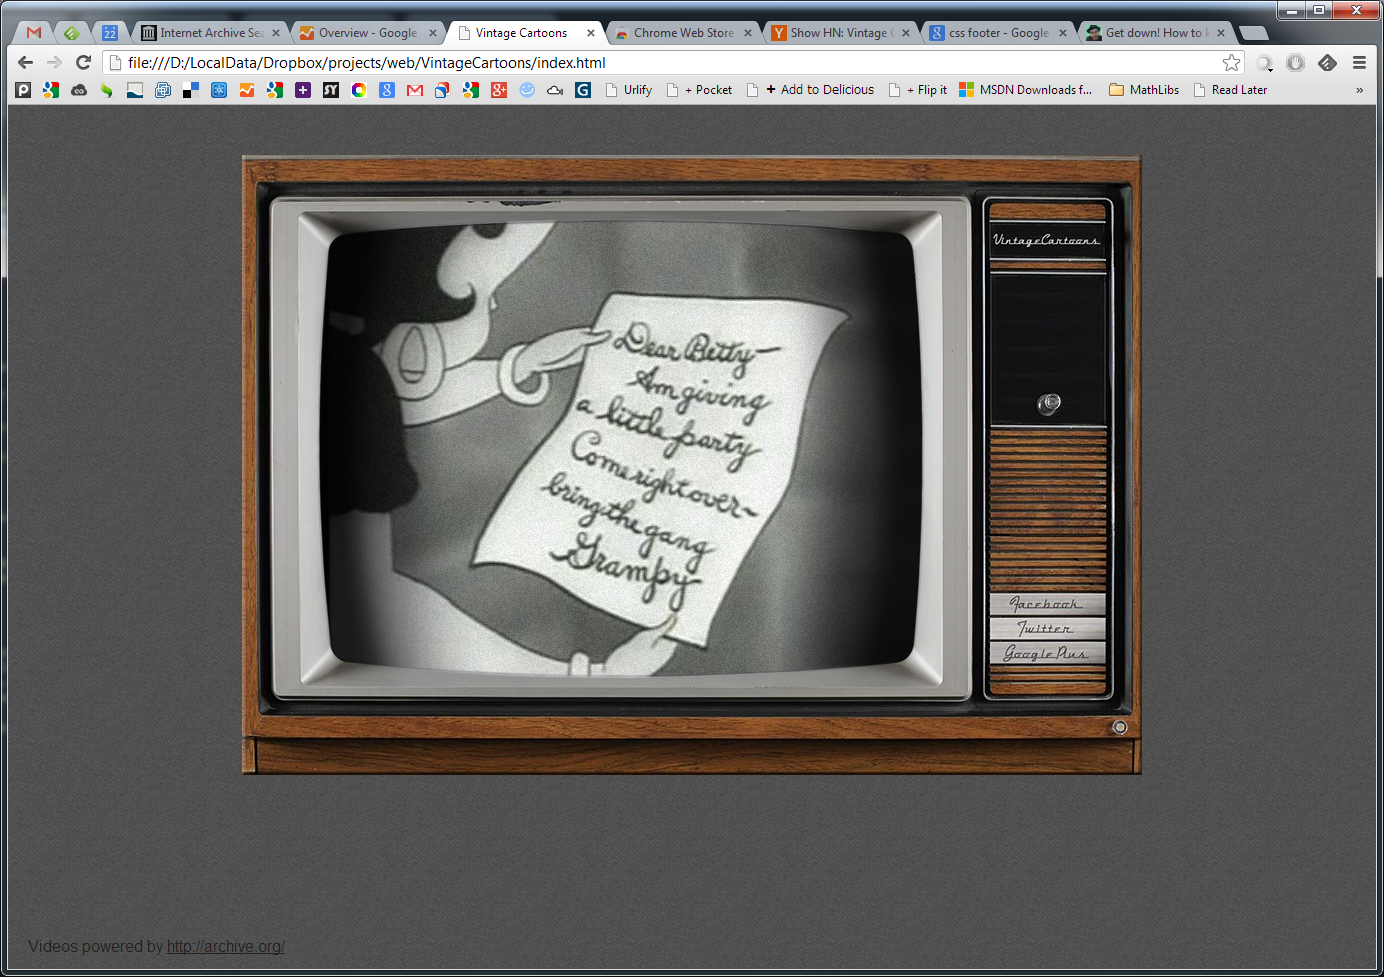 22
Internet Archive Sea
Overview - Google
Vintage Cartoons
Chrome Web Store
Show HN: Vintage
css footer - Google
Get down! How to
file:///D:/LocalData/Dropbox/projects/web/VintageCartoons/index.html
Urlify
+ Pocket
+ Add to Delicious
+ Flip it
MSDN Downloads f...
MathLibs
Read Later
»
VintageCartoons
Dear Betty—
Am giving
a little party
Come right over~
bring the gang
Grampy
Facebook
Twitter
GooglePlus
Videos powered by http://archive.org/